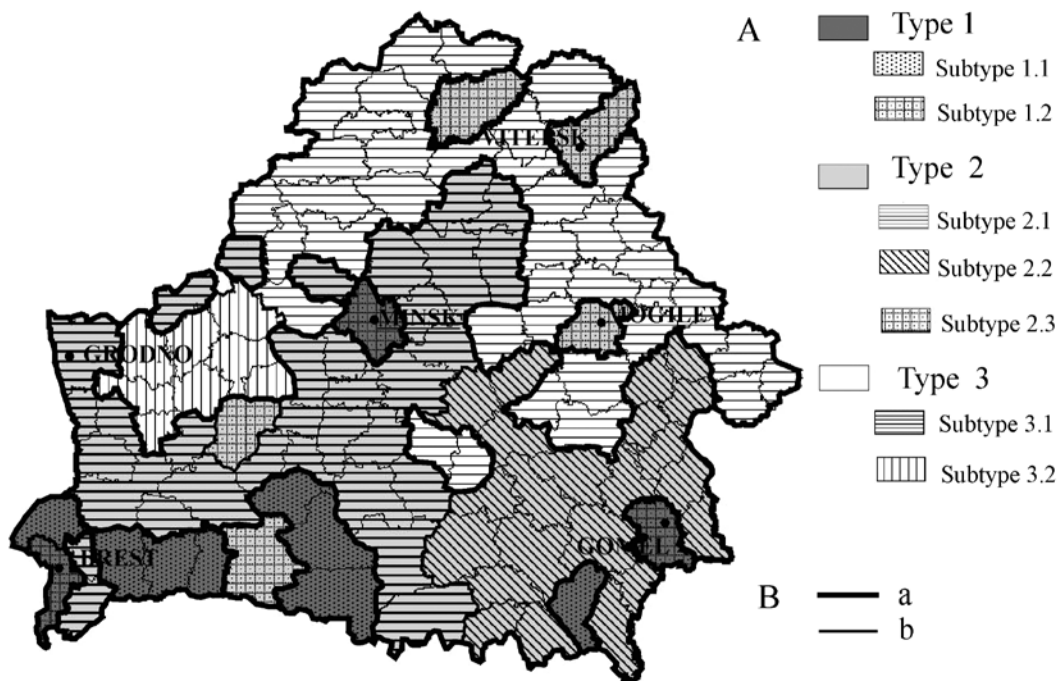 A
Type 1
Subtype 1.1
Subtype 1.2
Type 2
Subtype 2.1
Subtype 2.2
Subtype 2.3
Type 3
Subtype 3.1
Subtype 3.2
B
a
b
VITEBSK
MINSK
MOGILEV
GRODNO
BREST
GOMEL